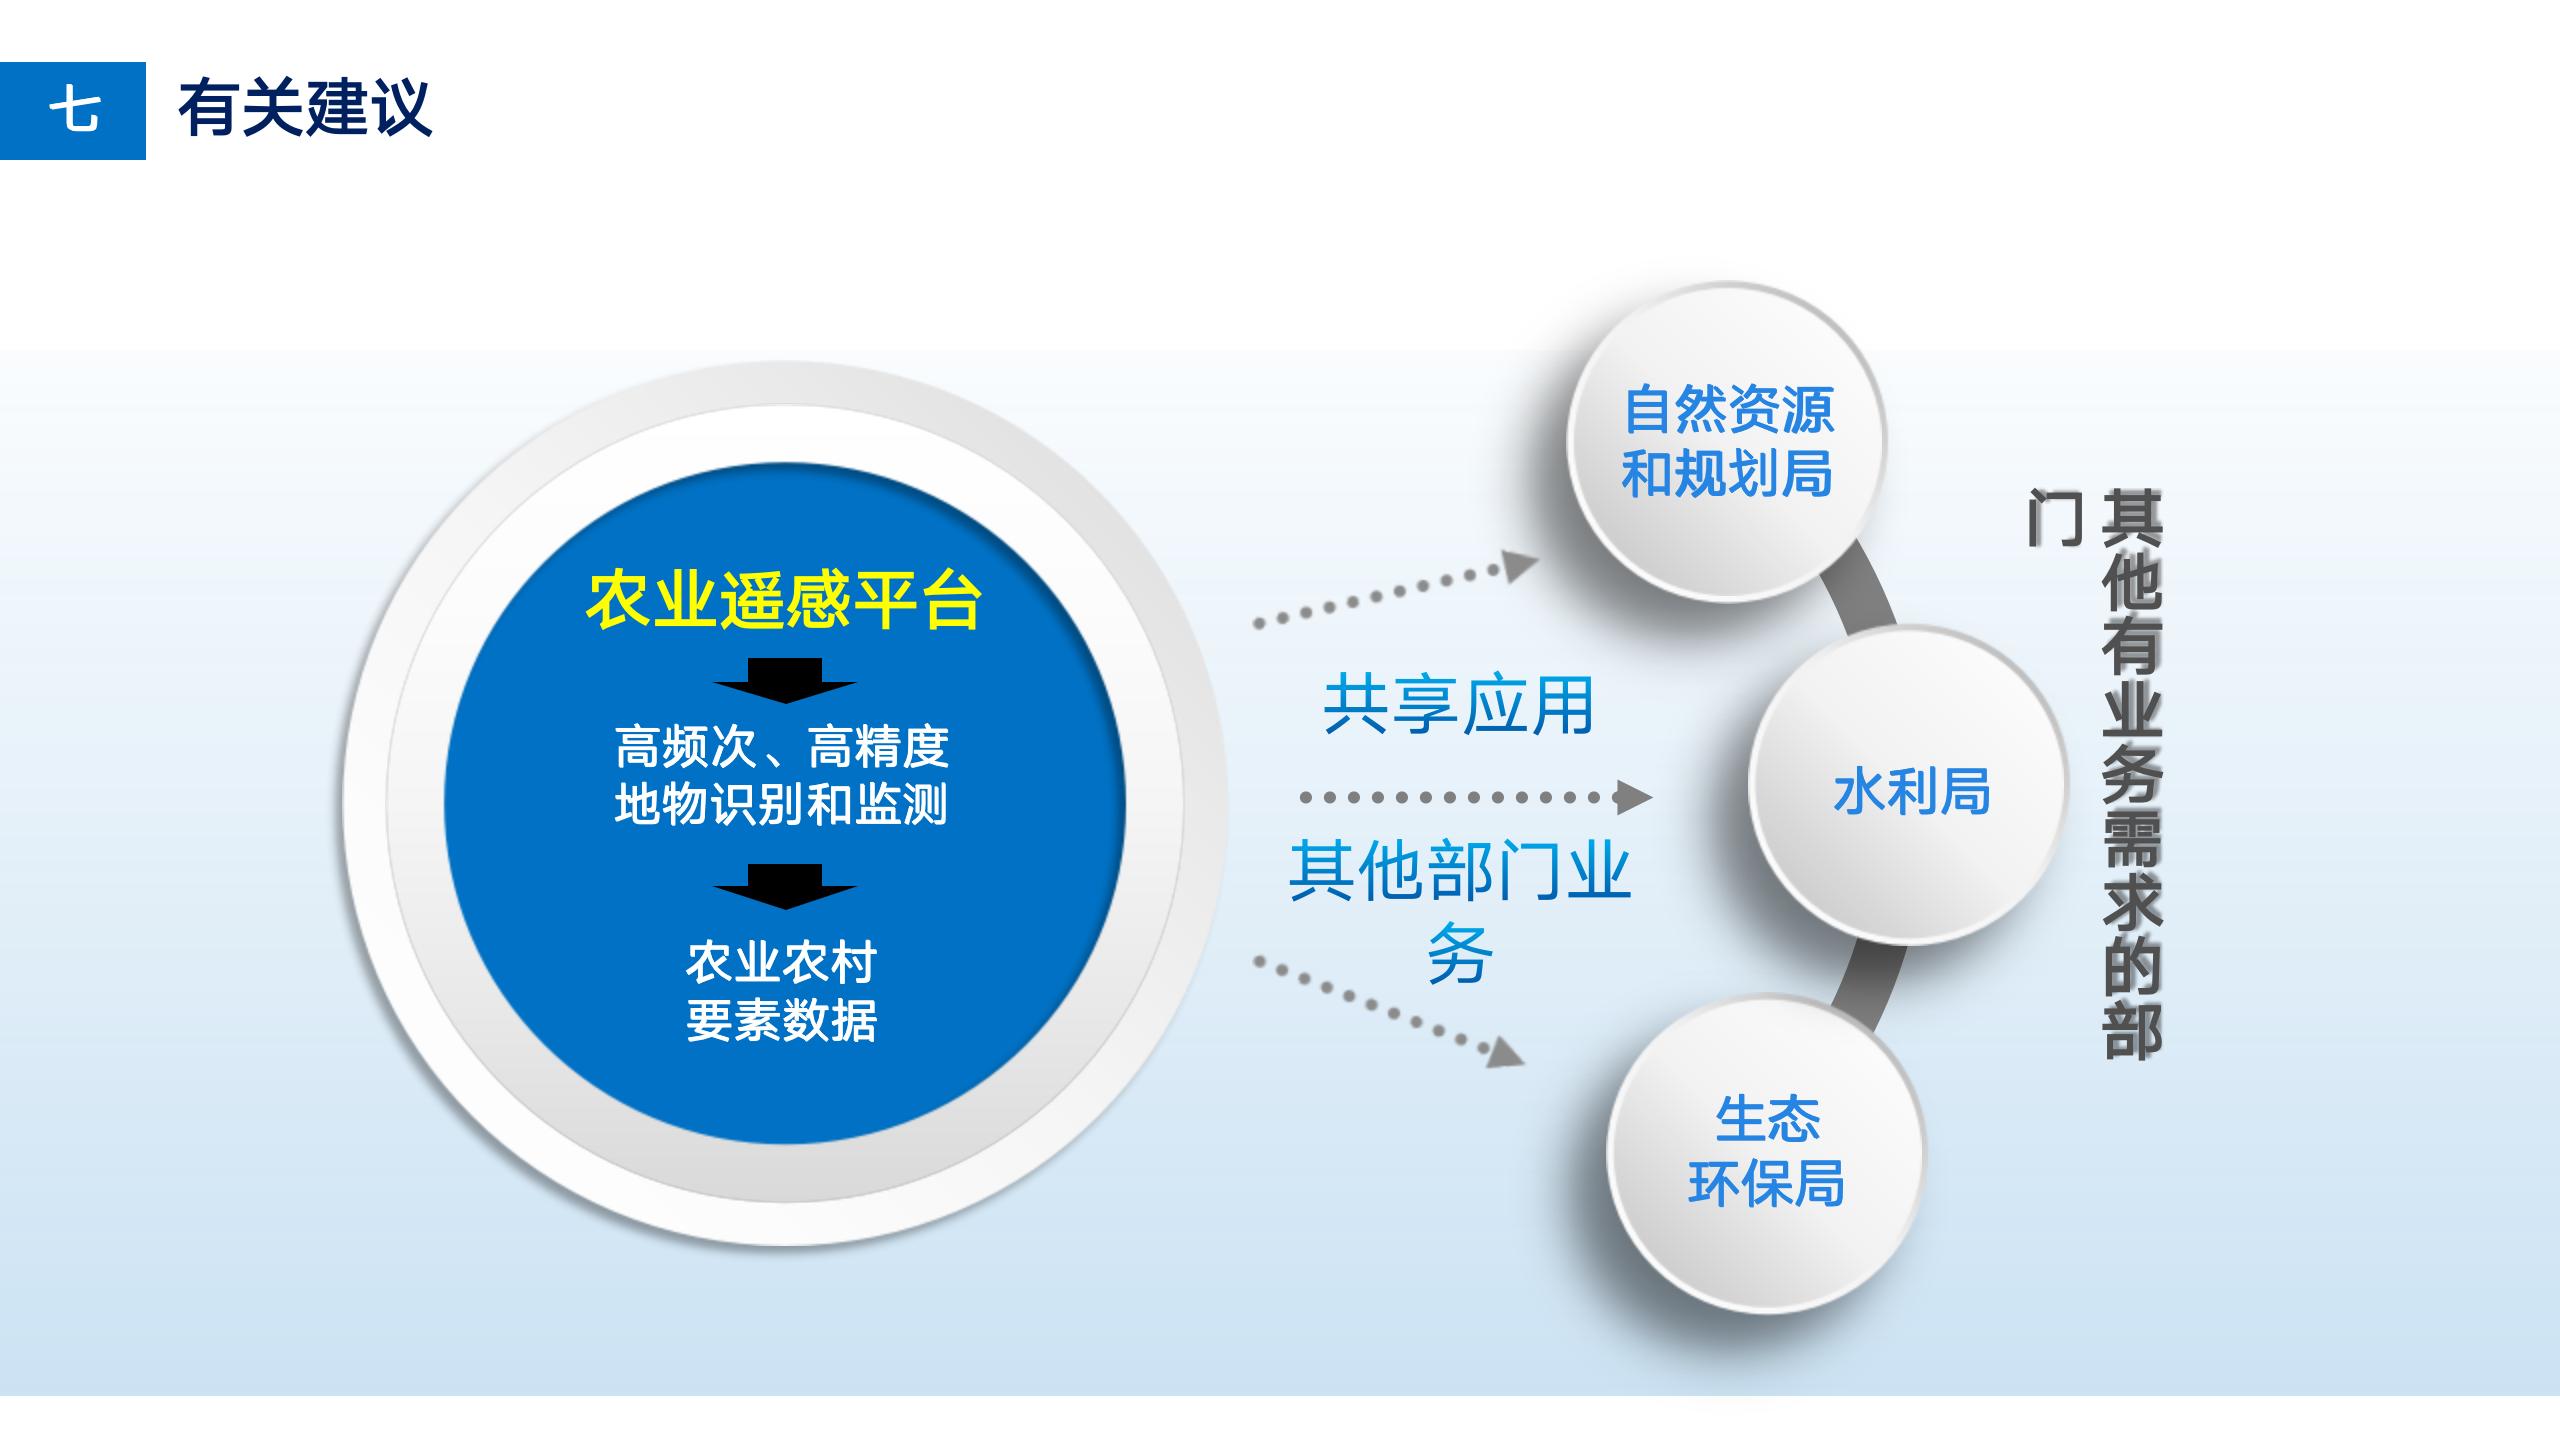 七
有关建议
农业遥感平台
高频次、高精度
地物识别和监测
农业农村
要素数据
共享应用
其他部门业
务
自然资源
和规划局
水利局
生态
环保局
其他有业务需求的部
门